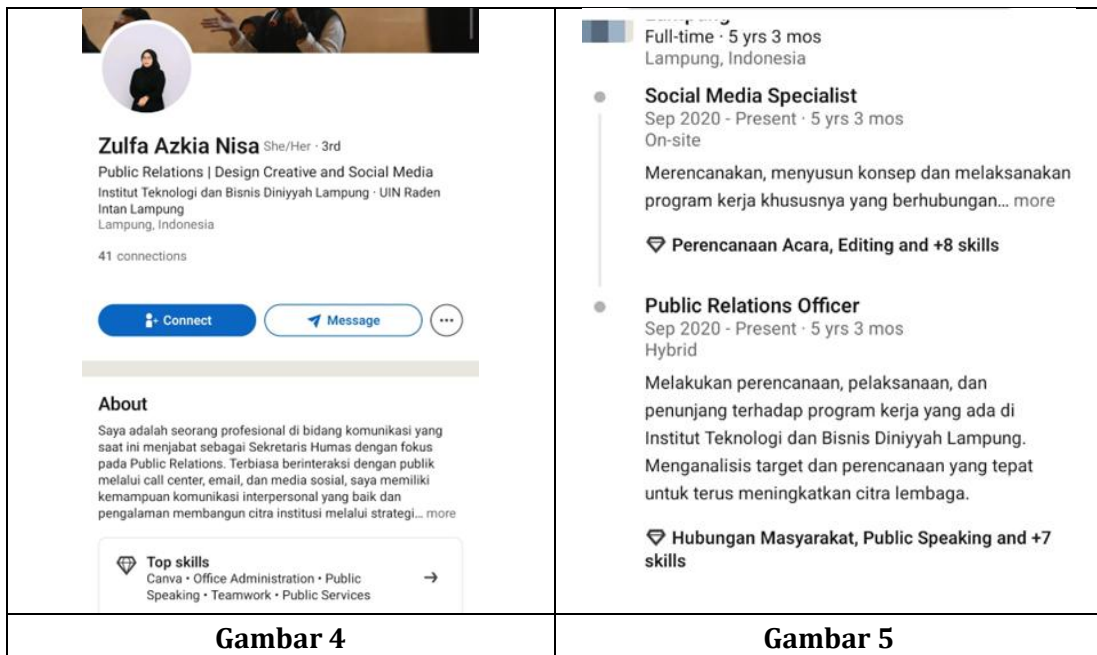 Zulfa Azkia Nisa She/Her · 3rd
Public Relations | Design Creative and Social Media
Institut Teknologi dan Bisnis Diniyyah Lampung · UIN Raden
Intan Lampung
Lampung, Indonesia
41 connections
Connect
Message
About
Saya adalah seorang profesional di bidang komunikasi yang
saat ini menjabat sebagai Sekretaris Humas dengan fokus
pada Public Relations. Terbiasa berinteraksi dengan publik
melalui call center, email, dan media sosial, saya memiliki
kemampuan komunikasi interpersonal yang baik dan
pengalaman membangun citra institusi melalui strategi... more
Top skills
Canva • Office Administration • Public
Speaking • Teamwork • Public Services
Gambar 4
Full-time · 5 yrs 3 mos
Lampung, Indonesia
Social Media Specialist
Sep 2020 - Present · 5 yrs 3 mos
On-site
Merencanakan, menyusun konsep dan melaksanakan
program kerja khususnya yang berhubungan... more
Perencanaan Acara, Editing and +8 skills
Public Relations Officer
Sep 2020 - Present · 5 yrs 3 mos
Hybrid
Melakukan perencanaan, pelaksanaan, dan
penunjang terhadap program kerja yang ada di
Institut Teknologi dan Bisnis Diniyyah Lampung.
Menganalisis target dan perencanaan yang tepat
untuk terus meningkatkan citra lembaga.
Hubungan Masyarakat, Public Speaking and +7
skills
Gambar 5